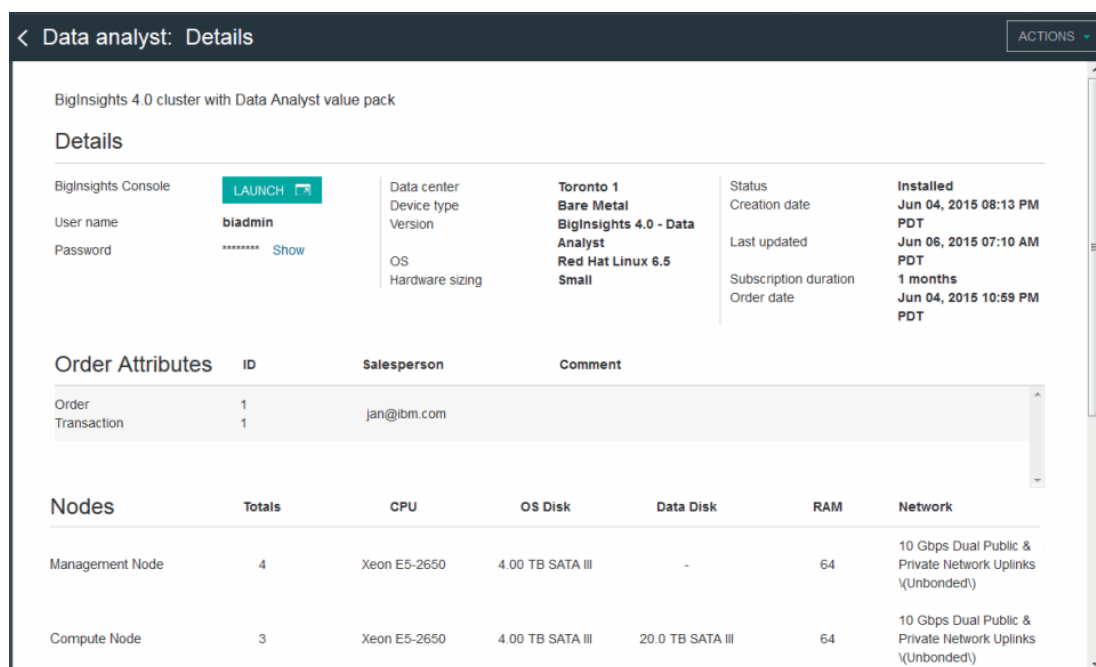 Data analyst: Details
ACTIONS
BigInsights 4.0 cluster with Data Analyst value pack
Details
BigInsights Console
LAUNCH
User name
biadmin
Password
******** Show
Data center
Toronto 1
Device type
Bare Metal
Version
BigInsights 4.0 - Data
Analyst
OS
Red Hat Linux 6.5
Hardware sizing
Small
Status
Installed
Creation date
Jun 04, 2015 08:13 PM
PDT
Last updated
Jun 06, 2015 07:10 AM
PDT
Subscription duration
1 months
Order date
Jun 04, 2015 10:59 PM
PDT
Order Attributes ID Salesperson Comment
Order 1
jan@ibm.com
Transaction 1
Nodes Totals CPU OS Disk Data Disk RAM Network
Management Node 4 Xeon E5-2650 4.00 TB SATA III - 64
10 Gbps Dual Public &
Private Network Uplinks
\(Unbonded\)
Compute Node 3 Xeon E5-2650 4.00 TB SATA III 20.0 TB SATA III 64
10 Gbps Dual Public &
Private Network Uplinks
\(Unbonded\)